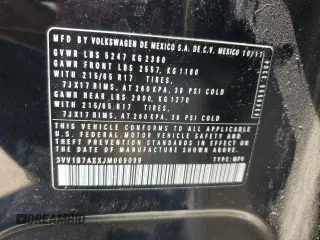 MFD BY VOLKSWAGEN DE MEXICO S.A. DE C.V. MEXICO 10/17
GVWR LBS 5247 KG 2380
GAWR FRONT LBS 2557, KG 1160
WITH 215/65 R17 TIRES,
7JX17 RIMS, AT 260 KPA, 38 PSI COLD
GAWR REAR LBS 2800, KG 1270
WITH 215/65 R17 TIRES,
7JX17 RIMS, AT 260 KPA, 38 PSI COLD
THIS VEHICLE CONFORMS TO ALL APPLICABLE
U.S. FEDERAL MOTOR VEHICLE SAFETY AND
THEFT PREVENTION STANDARDS IN EFFECT
ON THE DATE OF MANUFACTURE SHOWN ABOVE
TYPE: MPV